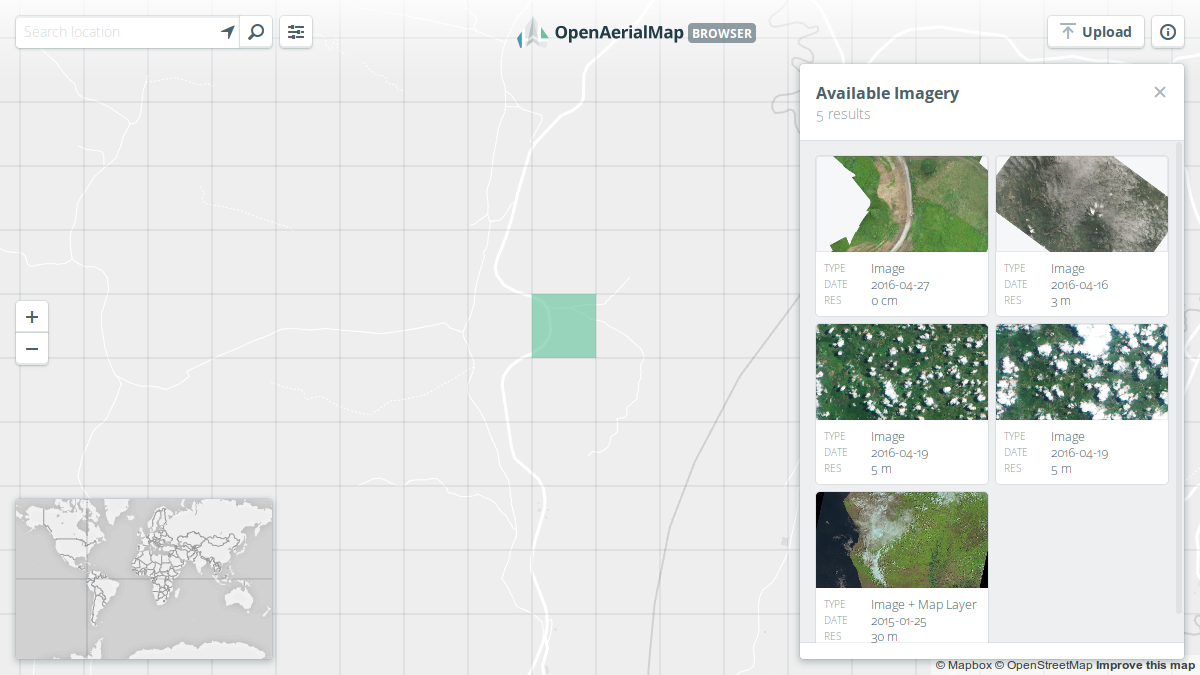 Search location
OpenAerialMap BROWSER
Upload
Available Imagery
5 results
TYPE Image
DATE 2016-04-27
RES 0 cm
TYPE Image
DATE 2016-04-16
RES 3 m
TYPE Image
DATE 2016-04-19
RES 5 m
TYPE Image
DATE 2016-04-19
RES 5 m
TYPE Image + Map Layer
DATE 2015-01-25
RES 30 m
© Mapbox © OpenStreetMap Improve this map